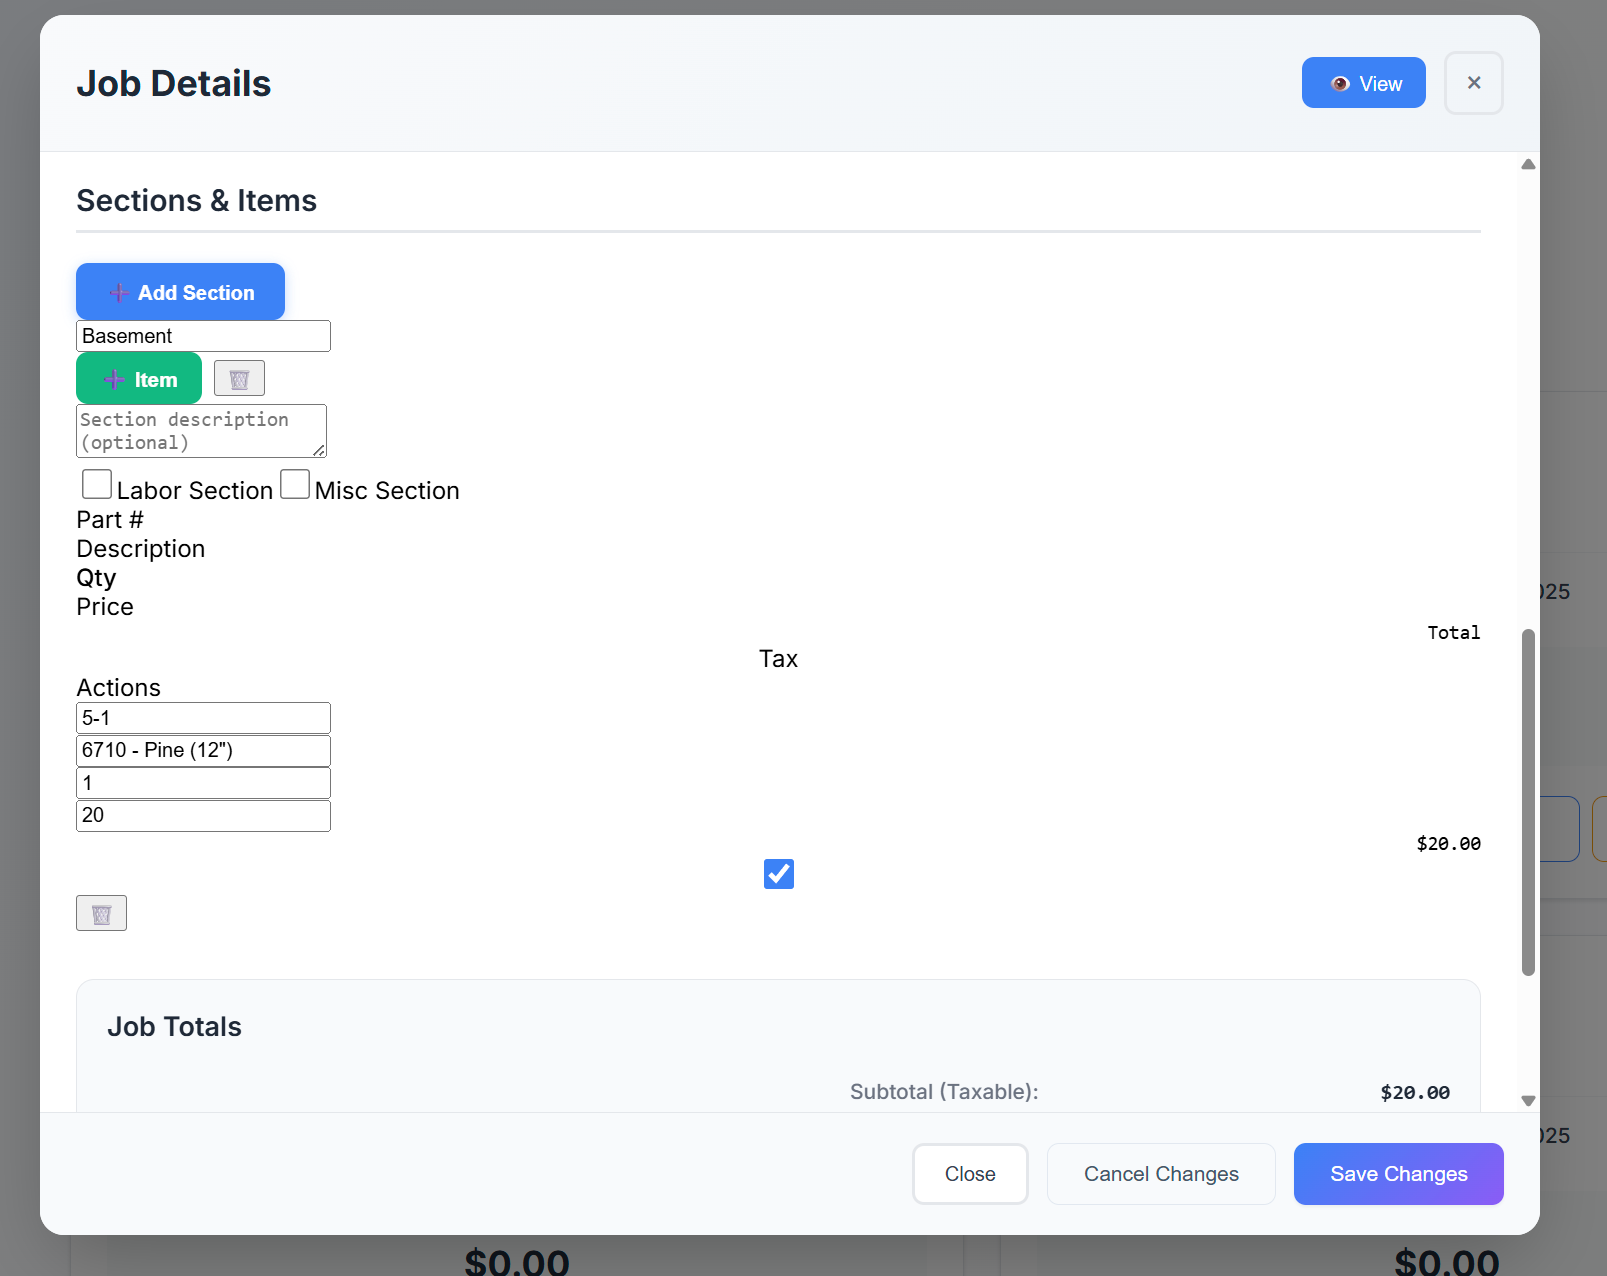 Job Details
View
×
Sections & Items
Add Section
Basement
Item
Section description
(optional)
Labor Section Misc Section
Part #
Description
Qty
Price
Total
Tax
Actions
5-1
6710 - Pine (12")
1
20
$20.00
Job Totals
Subtotal (Taxable): $20.00
Close Cancel Changes Save Changes
025
025
$0.00 $0.00